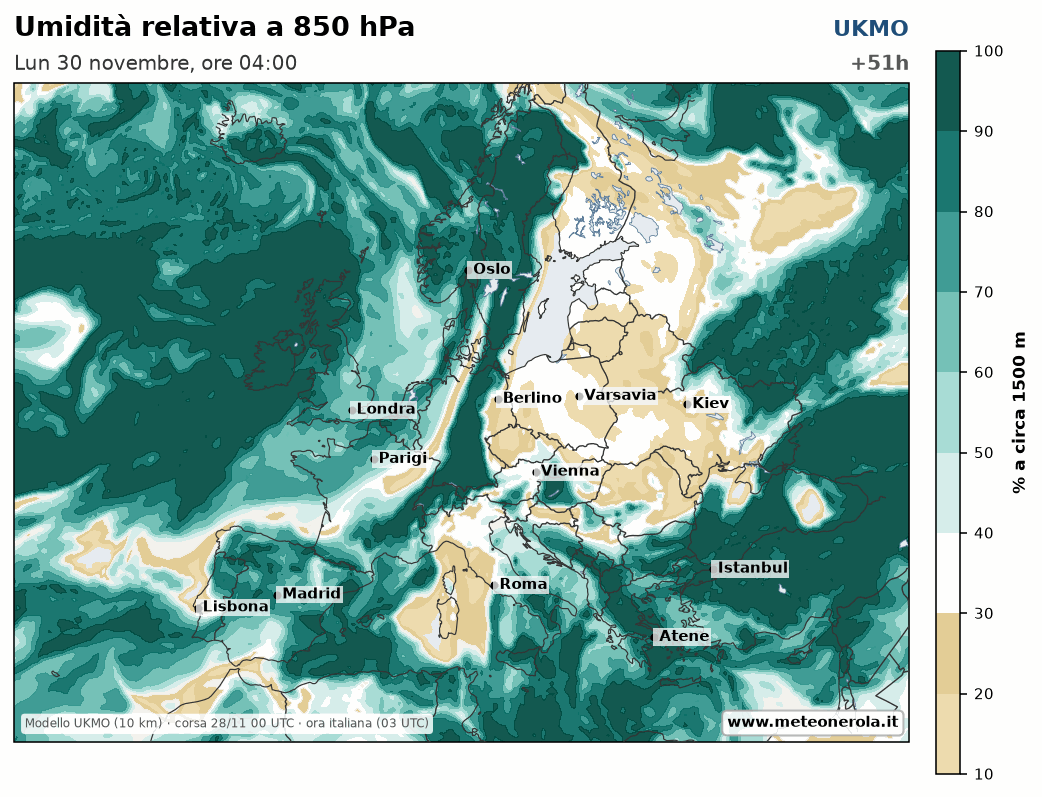 Umidità relativa a 850 hPa
UKMO
Lun 30 novembre, ore 04:00
+51h
100
90
80
70
60
50
40
30
20
10
% a circa 1500 m
Oslo
Londra
Berlino
Varsavia
Kiev
Parigi
Vienna
Istanbul
Madrid
Roma
Lisbona
Atene
Modello UKMO (10 km) · corsa 28/11 00 UTC · ora italiana (03 UTC)
www.meteonerola.it